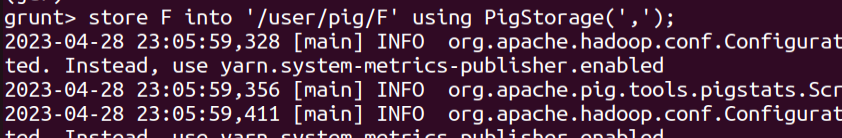 grunt> store F into '/user/pig/F' using PigStorage(',');
2023-04-28 23:05:59,328 [main] INFO  org.apache.hadoop.conf.Configurat
ted. Instead, use yarn.system-metrics-publisher.enabled
2023-04-28 23:05:59,356 [main] INFO  org.apache.pig.tools.pigstats.Scr
2023-04-28 23:05:59,411 [main] INFO  org.apache.hadoop.conf.Configurat
ted. Instead, use yarn.system-metrics-publisher.enabled